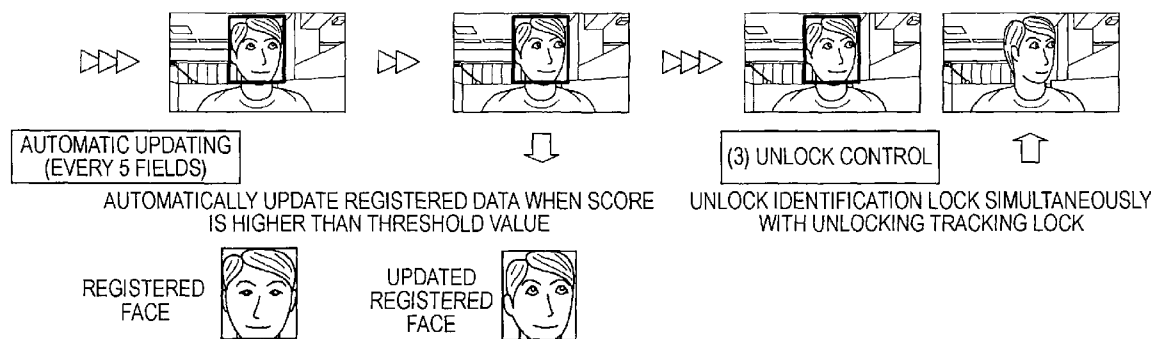 AUTOMATIC UPDATING
(EVERY 5 FIELDS)
AUTOMATICALLY UPDATE REGISTERED DATA WHEN SCORE
IS HIGHER THAN THRESHOLD VALUE
(3) UNLOCK CONTROL
UNLOCK IDENTIFICATION LOCK SIMULTANEOUSLY
WITH UNLOCKING TRACKING LOCK
REGISTERED
FACE
UPDATED
REGISTERED
FACE